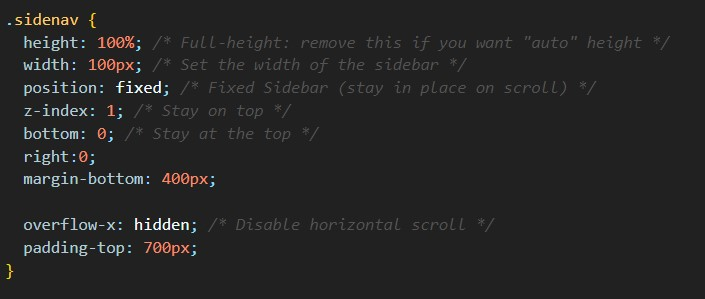 .sidenav {
height: 100%; /* Full-height: remove this if you want "auto" height */
width: 100px; /* Set the width of the sidebar */
position: fixed; /* Fixed Sidebar (stay in place on scroll) */
z-index: 1; /* Stay on top */
bottom: 0; /* Stay at the top */
right:0;
margin-bottom: 400px;
overflow-x: hidden; /* Disable horizontal scroll */
padding-top: 700px;
}